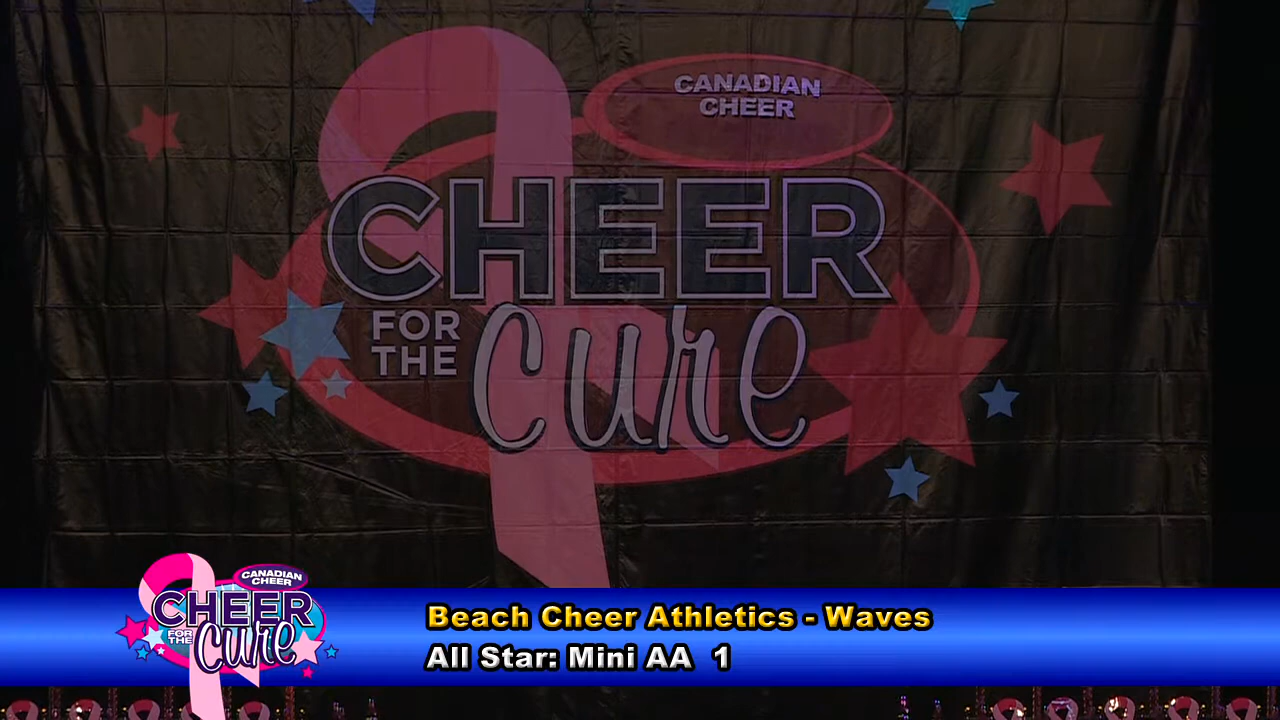 CANADIAN
CHEER
CHEER
FOR
THE
cure
CANADIAN
CHEER
CHEER
FOR
THE
cure
Beach Cheer Athletics - Waves
All Star: Mini AA 1